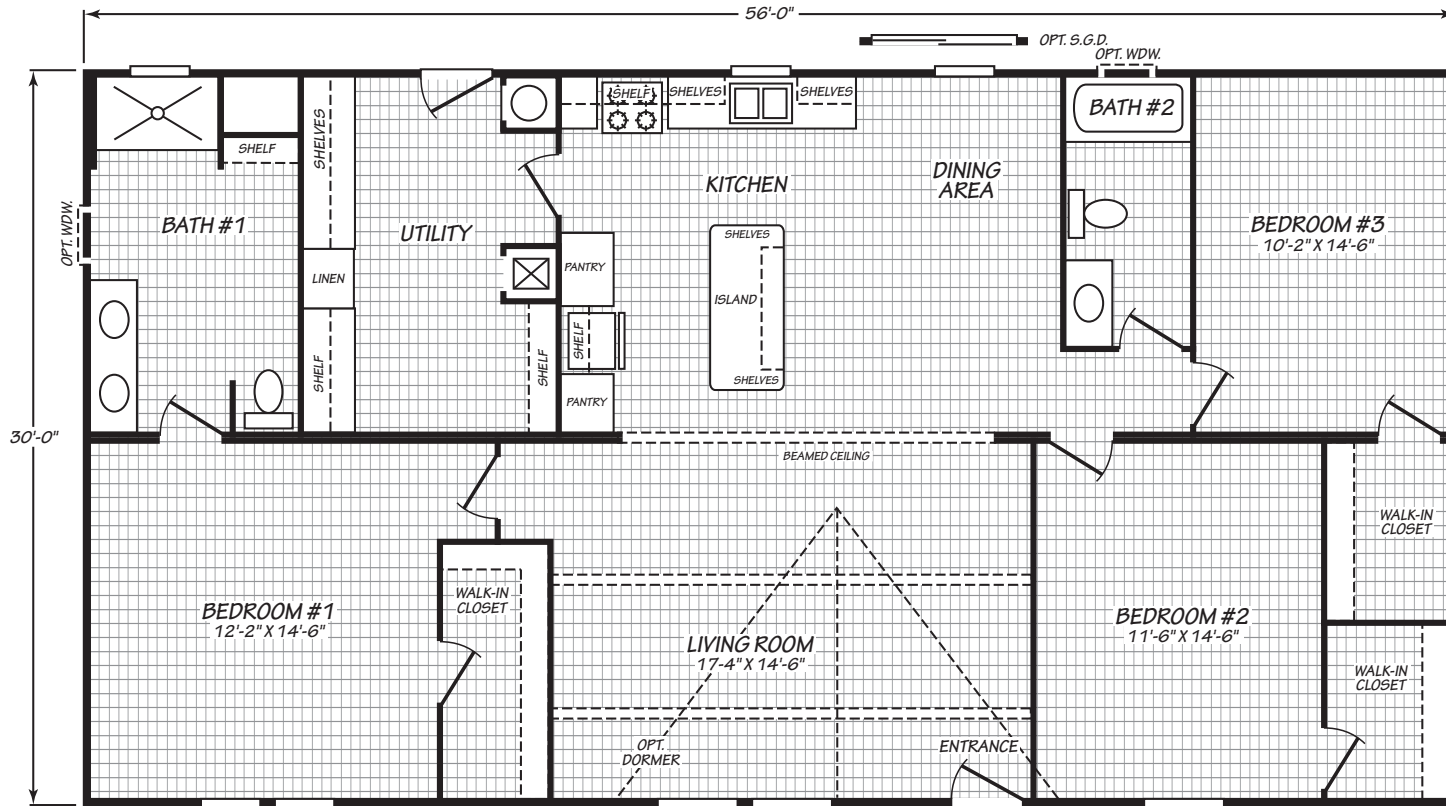 56'-0"
OPT. S.G.D.
OPT. WDW.
SHELVES
SHELF
SHELVES
SHELVES
BATH #2
SHELF
KITCHEN
DINING
AREA
OPT. WDW.
BATH #1
UTILITY
BEDROOM #3
10'-2" X 14'-6"
SHELVES
LINEN
PANTRY
ISLAND
SHELF
SHELF
SHELF
SHELVES
PANTRY
30'-0"
BEAMED CEILING
WALK-IN
CLOSET
WALK-IN
CLOSET
BEDROOM #1
12'-2" X 14'-6"
BEDROOM #2
11'-6" X 14'-6"
LIVING ROOM
17-4" X 14'-6"
WALK-IN
CLOSET
OPT.
DORMER
ENTRANCE